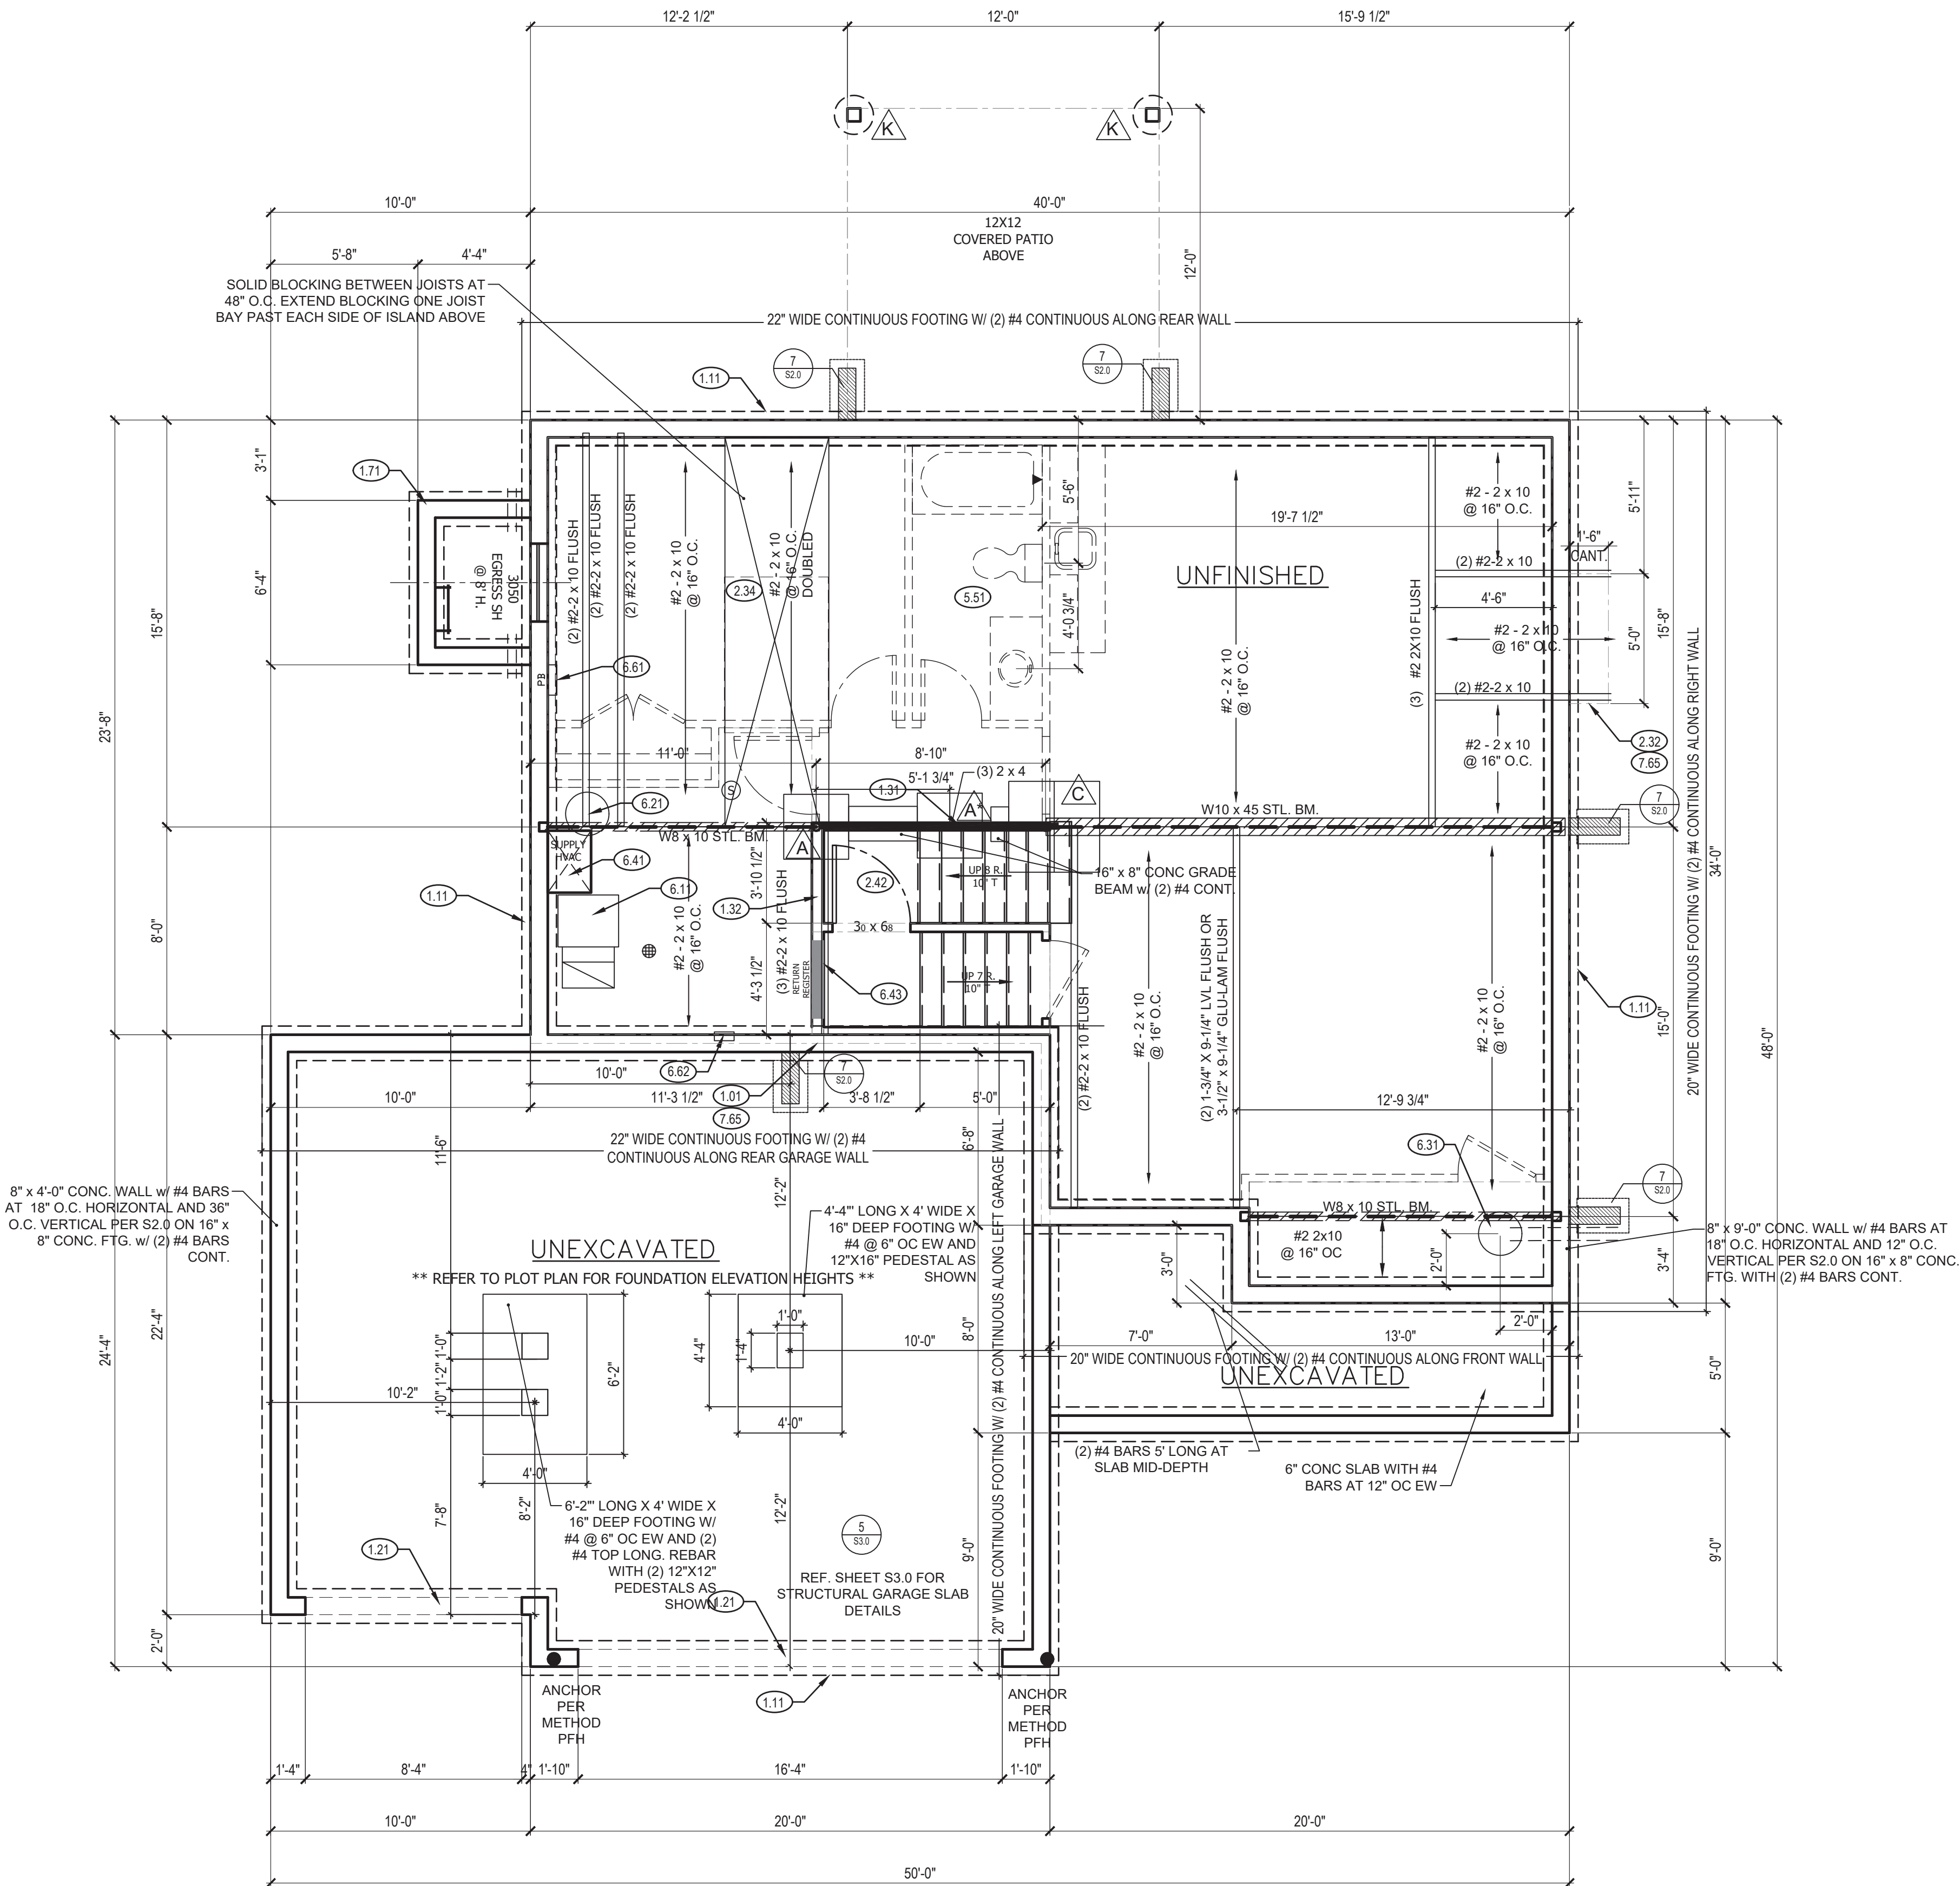 12'-2 1/2"
12'-0"
15'-9 1/2"
K
K
10'-0"
40'-0"
12X12
COVERED PATIO
ABOVE
5'-8"
4'-4"
12'-0"
SOLID BLOCKING BETWEEN JOISTS AT
48" O.C. EXTEND BLOCKING ONE JOIST
BAY PAST EACH SIDE OF ISLAND ABOVE
22" WIDE CONTINUOUS FOOTING W/ (2) #4 CONTINUOUS ALONG REAR WALL
1.11
7
S2.0
7
S2.0
3'-1"
1.71
6'-4"
15'-8"
23'-8"
8'-0"
3050
EGRESS SH
@ 8' H.
(2) #2-2 x 10 FLUSH
(2) #2-2 x 10 FLUSH
(2) #2-2 x 10 FLUSH
#2 - 2 x 10
@ 16" O.C.
#2 - 2 x 10
@ 16" O.C.
DOUBLED
2.34
5.51
5'-6"
4'-0 3/4"
19'-7 1/2"
UNFINISHED
#2 - 2 x 10
@ 16" O.C.
(3) #2 2X10 FLUSH
#2 - 2 x 10
@ 16" O.C.
1'-6"
CANT.
(2) #2-2 x 10
4'-6"
#2 - 2 x 10
@ 16" O.C.
(2) #2-2 x 10
#2 - 2 x 10
@ 16" O.C.
5'-11"
5'-0"
15'-8"
34'-0"
48'-0"
20" WIDE CONTINUOUS FOOTING W/ (2) #4 CONTINUOUS ALONG RIGHT WALL
2.32
7.65
PB
6.61
11'-0"
8'-10"
5'-1 3/4"
(3) 2 x 4
1.31
S
6.21
A
A*
C
W8 x 10 STL. BM.
W10 x 45 STL. BM.
7
S2.0
SUPPLY
HVAC
6.41
6.11
1.11
1.32
3'-10 1/2"
4'-3 1/2"
#2 - 2 x 10
@ 16" O.C.
(3) #2-2 x 10 FLUSH
RETURN
REGISTER
2.42
UP 8 R.
10" T
30 x 68
UP 7 R.
10" T
6.43
16" x 8" CONC GRADE
BEAM w/ (2) #4 CONT.
(2) #2-2 x 10 FLUSH
#2 - 2 x 10
@ 16" O.C.
(2) 1-3/4" X 9-1/4" LVL FLUSH OR
3-1/2" x 9-1/4" GLU-LAM FLUSH
#2 - 2 x 10
@ 16" O.C.
1.11
15'-0"
6.62
10'-0"
7
S2.0
10'-0"
11'-3 1/2"
1.01
7.65
3'-8 1/2"
5'-0"
12'-9 3/4"
6.31
22" WIDE CONTINUOUS FOOTING W/ (2) #4
CONTINUOUS ALONG REAR GARAGE WALL
11'-6"
6'-8"
12'-2"
20" WIDE CONTINUOUS FOOTING W/ (2) #4 CONTINUOUS ALONG LEFT GARAGE WALL
8" x 4'-0" CONC. WALL w/ #4 BARS
AT 18" O.C. HORIZONTAL AND 36"
O.C. VERTICAL PER S2.0 ON 16" x
8" CONC. FTG. w/ (2) #4 BARS
CONT.
4'-4"' LONG X 4' WIDE X
16" DEEP FOOTING W/
#4 @ 6" OC EW AND
12"X16" PEDESTAL AS
SHOWN
UNEXCAVATED
** REFER TO PLOT PLAN FOR FOUNDATION ELEVATION HEIGHTS **
7
S2.0
W8 x 10 STL. BM.
#2 2x10
@ 16" OC
2'-0"
3'-0"
3'-4"
8" x 9'-0" CONC. WALL w/ #4 BARS AT
18" O.C. HORIZONTAL AND 12" O.C.
VERTICAL PER S2.0 ON 16" x 8" CONC.
FTG. WITH (2) #4 BARS CONT.
24'-4"
22'-4"
2'-0"
1'-0"
1'-2"
1'-0"
10'-2"
6'-2"
4'-0"
4'-4"
1'-4"
1'-0"
4'-0"
10'-0"
8'-0"
7'-0"
13'-0"
2'-0"
5'-0"
20" WIDE CONTINUOUS FOOTING W/ (2) #4 CONTINUOUS ALONG FRONT WALL
UNEXCAVATED
(2) #4 BARS 5' LONG AT
SLAB MID-DEPTH
6" CONC SLAB WITH #4
BARS AT 12" OC EW
7'-8"
8'-2"
12'-2"
9'-0"
9'-0"
6'-2"' LONG X 4' WIDE X
16" DEEP FOOTING W/
#4 @ 6" OC EW AND (2)
#4 TOP LONG. REBAR
WITH (2) 12"X12"
PEDESTALS AS
SHOWN
1.21
1.21
5
S3.0
REF. SHEET S3.0 FOR
STRUCTURAL GARAGE SLAB
DETAILS
1.11
ANCHOR
PER
METHOD
PFH
ANCHOR
PER
METHOD
PFH
1'-4"
8'-4"
4"
1'-10"
16'-4"
1'-10"
10'-0"
20'-0"
20'-0"
50'-0"